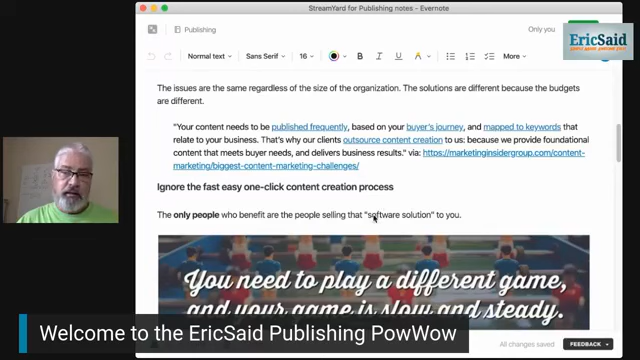 StreamYard for Publishing notes - Evernote
Publishing
Only you
EricSaid
Normal text
Sans Serif
16
B
I
U
A
More
The issues are the same regardless of the size of the organization. The solutions are different because the budgets
are different.
"Your content needs to be published frequently, based on your buyer's journey, and mapped to keywords that
relate to your business. That's why our clients outsource content creation to us: because we provide foundational
content that meets buyer needs, and delivers business results." via: https://marketinginsidergroup.com/content-
marketing/biggest-content-marketing-challenges/
Ignore the fast easy one-click content creation process
The only people who benefit are the people selling that "software solution" to you.
You need to play a different game,
and your game is slow and steady.
Welcome to the EricSaid Publishing PowWow
All changes saved
FEEDBACK